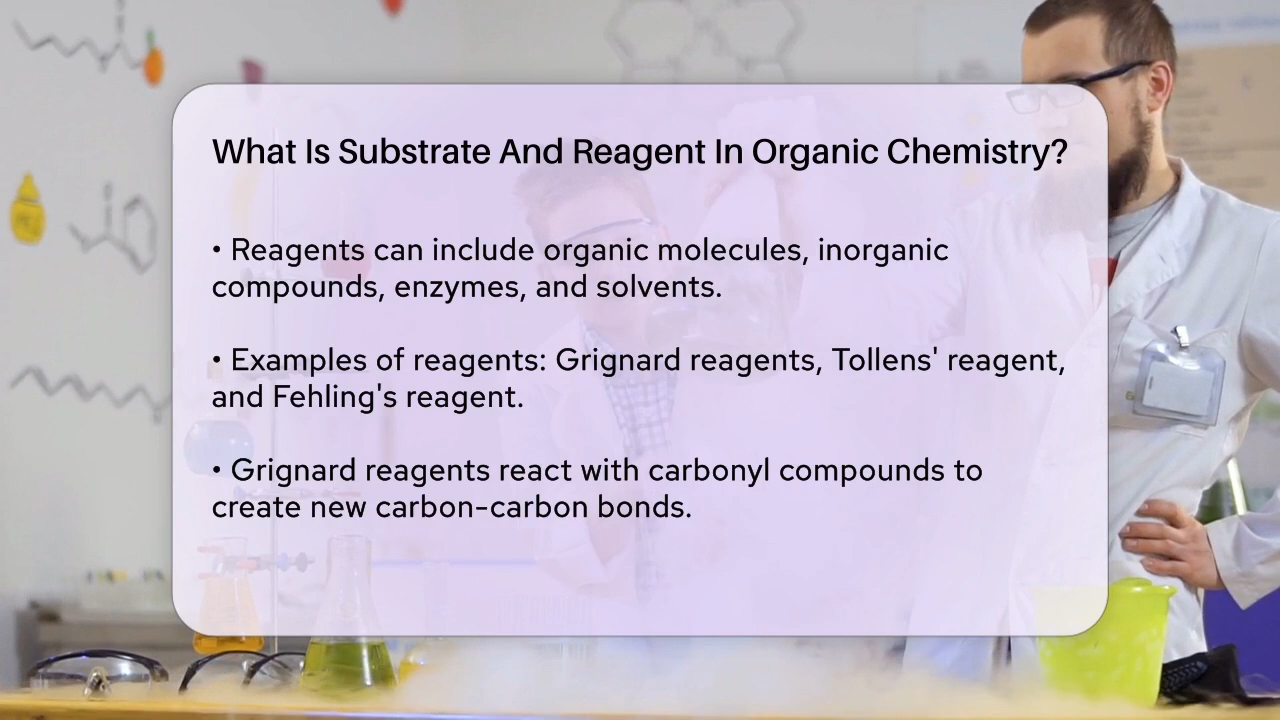 What Is Substrate And Reagent In Organic Chemistry?
• Reagents can include organic molecules, inorganic
compounds, enzymes, and solvents.
• Examples of reagents: Grignard reagents, Tollens' reagent,
and Fehling's reagent.
• Grignard reagents react with carbonyl compounds to
create new carbon-carbon bonds.